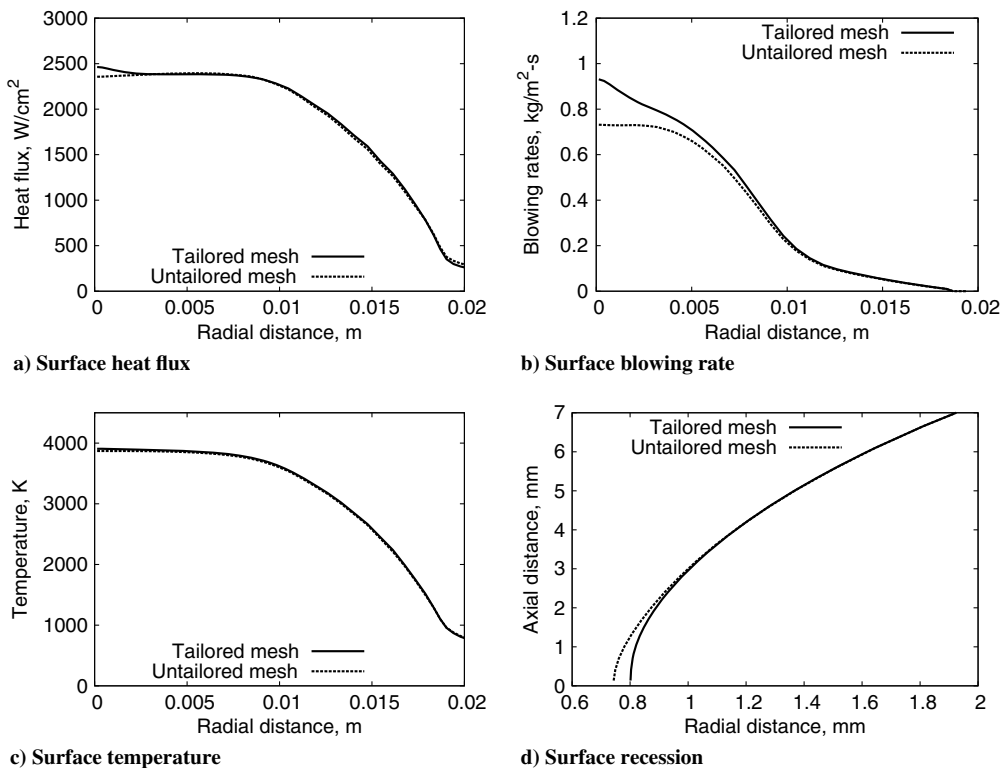 3000
2500
2000
1500
1000
500
0
Heat flux, W/cm2
Tailored mesh
Untailored mesh
0 0.005 0.01 0.015 0.02
Radial distance, m
a) Surface heat flux
1.2
1
0.8
0.6
0.4
0.2
0
Blowing rates, kg/m2-s
Tailored mesh
Untailored mesh
0 0.005 0.01 0.015 0.02
Radial distance, m
b) Surface blowing rate
4000
3000
2000
1000
0
Temperature, K
Tailored mesh
Untailored mesh
0 0.005 0.01 0.015 0.02
Radial distance, m
c) Surface temperature
7
6
5
4
3
2
1
0
Axial distance, mm
Tailored mesh
Untailored mesh
0.6 0.8 1 1.2 1.4 1.6 1.8 2
Radial distance, mm
d) Surface recession